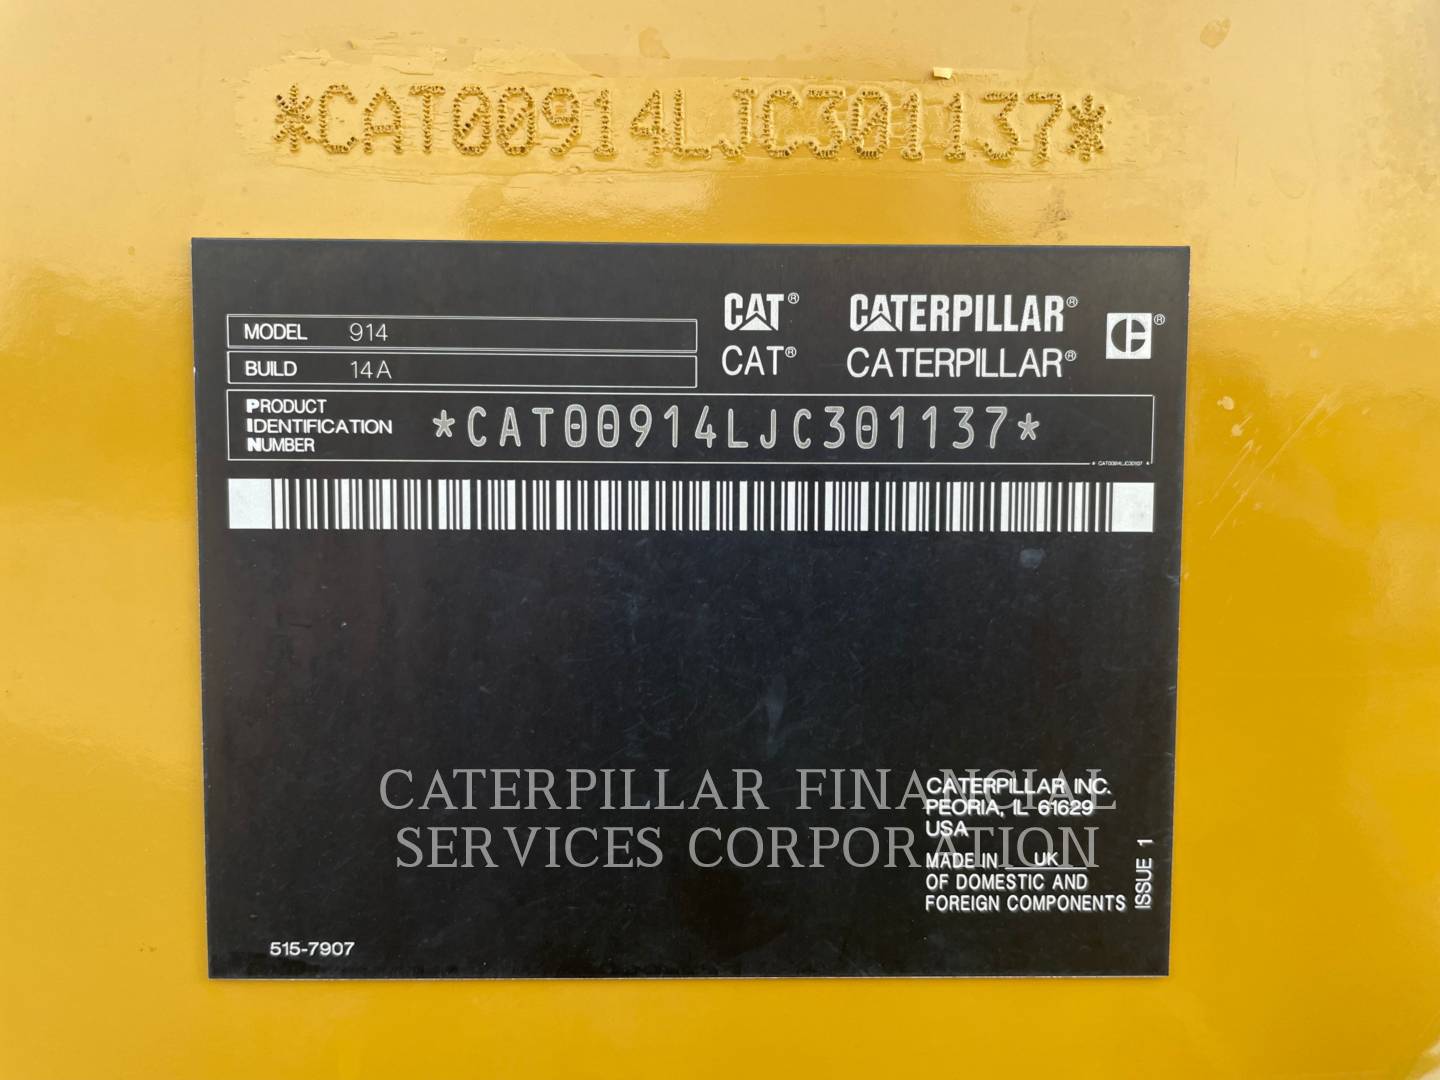 *CAT00914LJC301137*
CAT® CATERPILLAR®
CAT® CATERPILLAR®
MODEL 914
BUILD 14A
PRODUCT IDENTIFICATION NUMBER *CAT00914LJC301137*
CATERPILLAR FINANCIAL
SERVICES CORPORATION
CATERPILLAR INC.
PEORIA, IL 61629
USA
MADE IN UK
OF DOMESTIC AND
FOREIGN COMPONENTS
ISSUE 1
515-7907